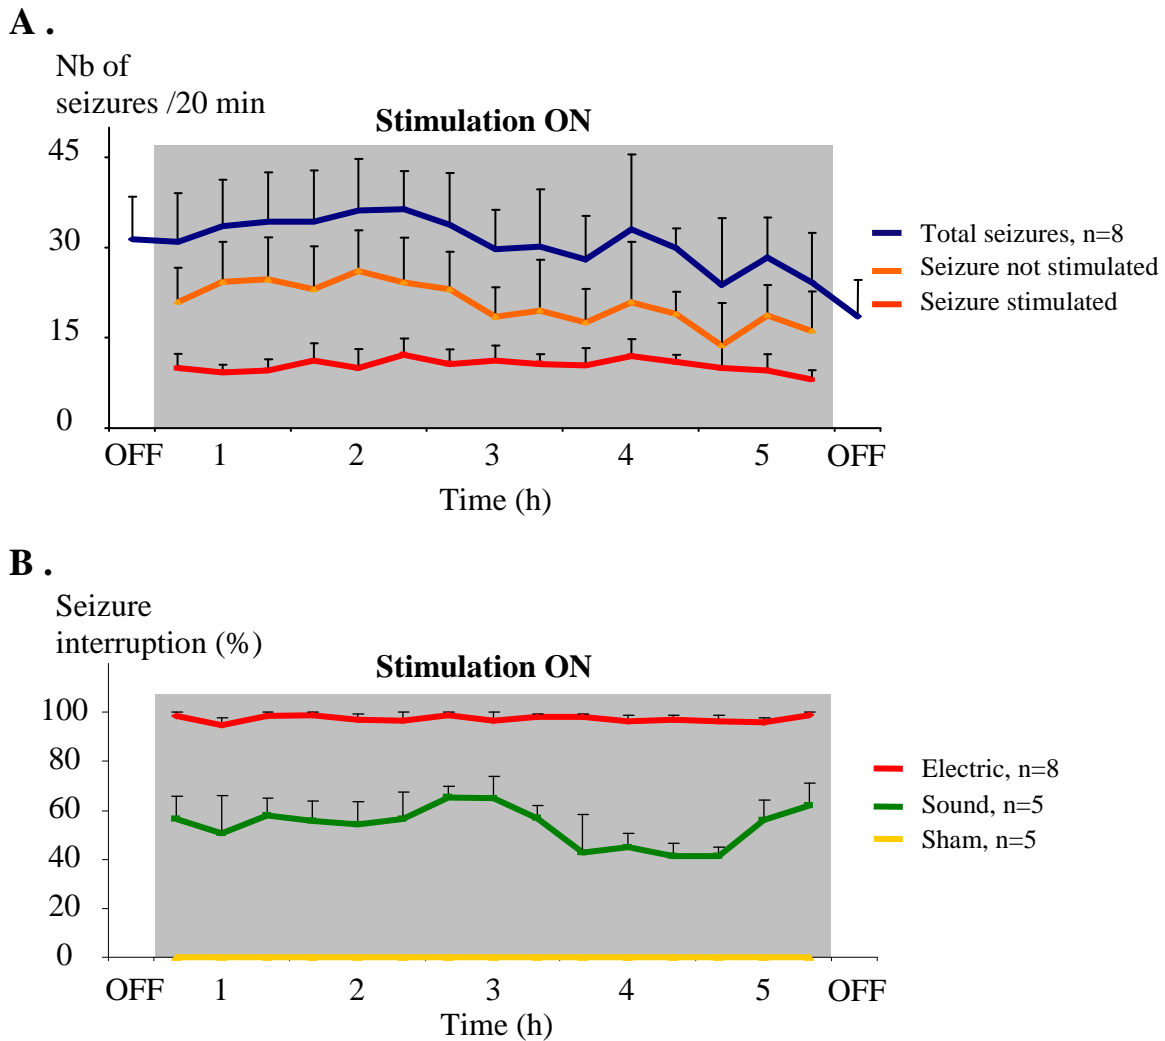 A .
Nb of
seizures /20 min
Stimulation ON
45
30
15
0
OFF 1 2 3 4 5 OFF
Time (h)
Total seizures, n=8
Seizure not stimulated
Seizure stimulated
B .
Seizure
interruption (%)
Stimulation ON
100
80
60
40
20
0
OFF 1 2 3 4 5 OFF
Time (h)
Electric, n=8
Sound, n=5
Sham, n=5